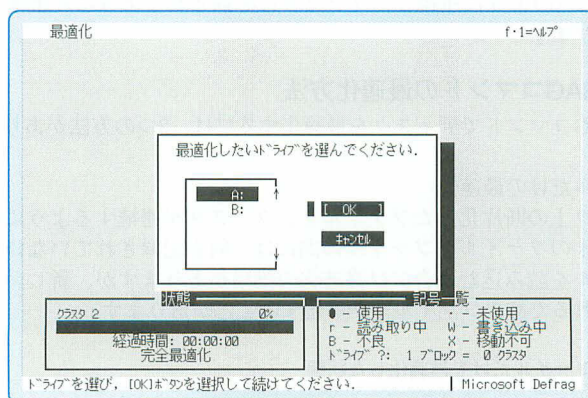 最適化 f・1=ﾍﾙﾌﾟ
最適化したいﾄﾞﾗｲﾌﾞを選んでください.
A:
B:
[ OK ]
ｷｬﾝｾﾙ
状態
ｸﾗｽﾀ 2 0%
経過時間: 00:00:00
完全最適化
記号一覧
● - 使用 ・ - 未使用
r - 読み取り中 W - 書き込み中
B - 不良 X - 移動不可
ﾄﾞﾗｲﾌﾞ ?: 1 ﾌﾞﾛｯｸ = 0 ｸﾗｽﾀ
ﾄﾞﾗｲﾌﾞを選び, [OK]ﾎﾞﾀﾝを選択して続けてください. Microsoft Defrag